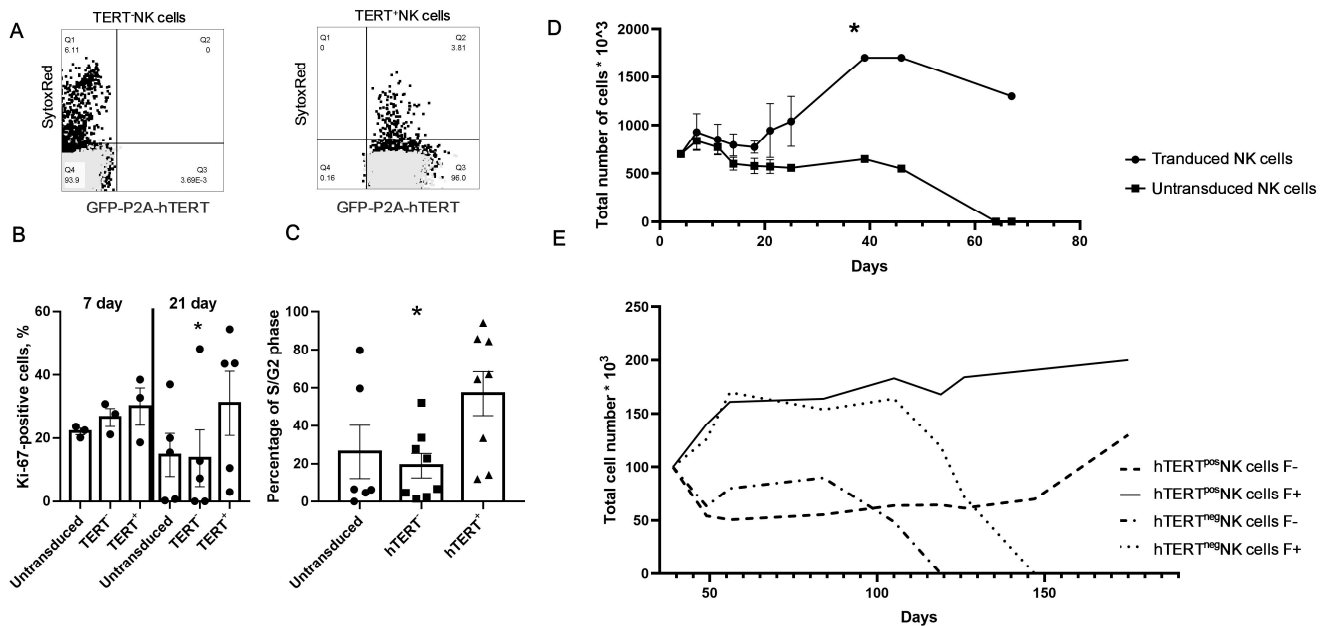 A
TERT-NK cells
TERT+NK cells
Q1
6.11
Q2
0
Q4
93.9
Q3
3.69E-3
SytoxRed
GFP-P2A-hTERT
Q1
0
Q2
3.81
Q4
0.16
Q3
96.0
SytoxRed
GFP-P2A-hTERT
B
7 day
21 day
*
Ki-67-positive cells, %
60
40
20
0
Untransduced
TERT-
TERT+
Untransduced
TERT-
TERT+
C
*
Percentage of S/G2 phase
100
80
60
40
20
0
Untransduced
hTERT-
hTERT+
D
*
Total number of cells * 10^3
2000
1500
1000
500
0
0 20 40 60 80
Days
Tranduced NK cells
Untransduced NK cells
E
Total cell number * 10³
250
200
150
100
50
0
50 100 150
Days
hTERTposNK cells F-
hTERTposNK cells F+
hTERTnegNK cells F-
hTERTnegNK cells F+